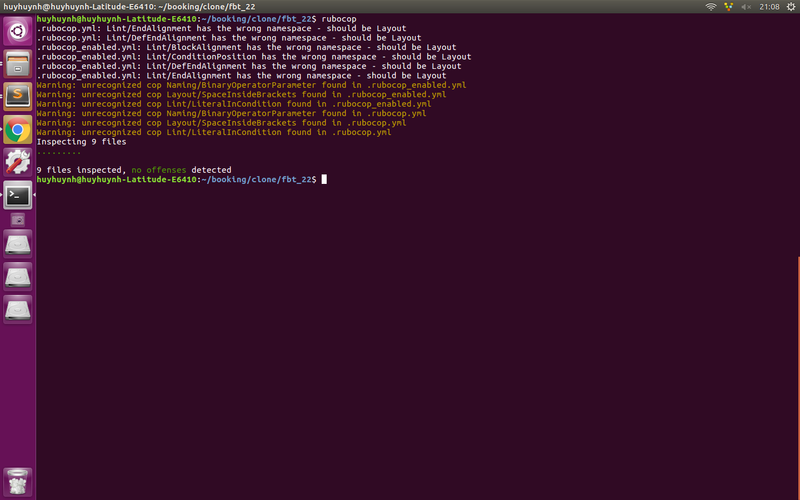 huyhuynh@huyhuynh-Latitude-E6410: ~/booking/clone/fbt_22
21:08
huyhuynh@huyhuynh-Latitude-E6410:~/booking/clone/fbt_22$ rubocop
.rubocop.yml: Lint/EndAlignment has the wrong namespace - should be Layout
.rubocop.yml: Lint/DefEndAlignment has the wrong namespace - should be Layout
.rubocop_enabled.yml: Lint/BlockAlignment has the wrong namespace - should be Layout
.rubocop_enabled.yml: Lint/ConditionPosition has the wrong namespace - should be Layout
.rubocop_enabled.yml: Lint/DefEndAlignment has the wrong namespace - should be Layout
.rubocop_enabled.yml: Lint/EndAlignment has the wrong namespace - should be Layout
Warning: unrecognized cop Naming/BinaryOperatorParameter found in .rubocop_enabled.yml
Warning: unrecognized cop Layout/SpaceInsideBrackets found in .rubocop_enabled.yml
Warning: unrecognized cop Lint/LiteralInCondition found in .rubocop_enabled.yml
Warning: unrecognized cop Naming/BinaryOperatorParameter found in .rubocop.yml
Warning: unrecognized cop Layout/SpaceInsideBrackets found in .rubocop.yml
Warning: unrecognized cop Lint/LiteralInCondition found in .rubocop.yml
Inspecting 9 files
.........
9 files inspected, no offenses detected
huyhuynh@huyhuynh-Latitude-E6410:~/booking/clone/fbt_22$